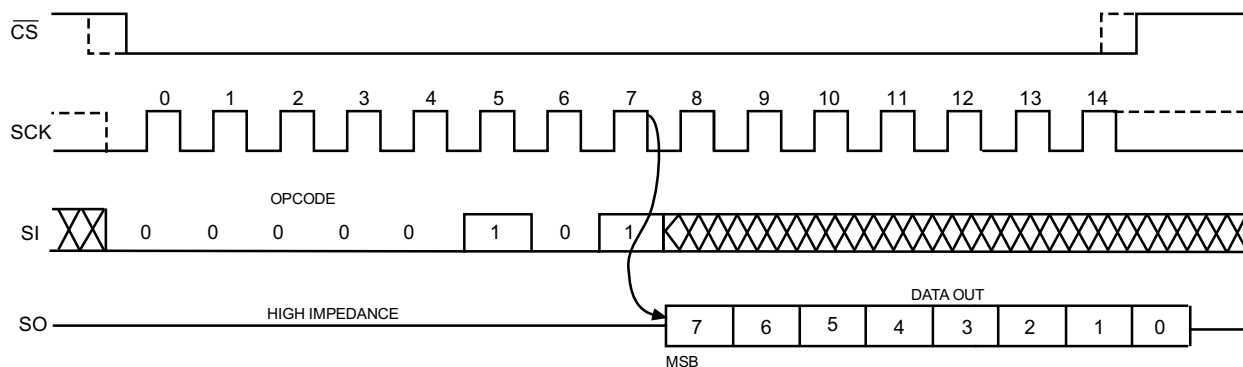 CS
0 1 2 3 4 5 6 7 8 9 10 11 12 13 14
SCK
OPCODE
SI 0 0 0 0 0 1 0 1
DATA OUT
HIGH IMPEDANCE
SO 7 6 5 4 3 2 1 0
MSB